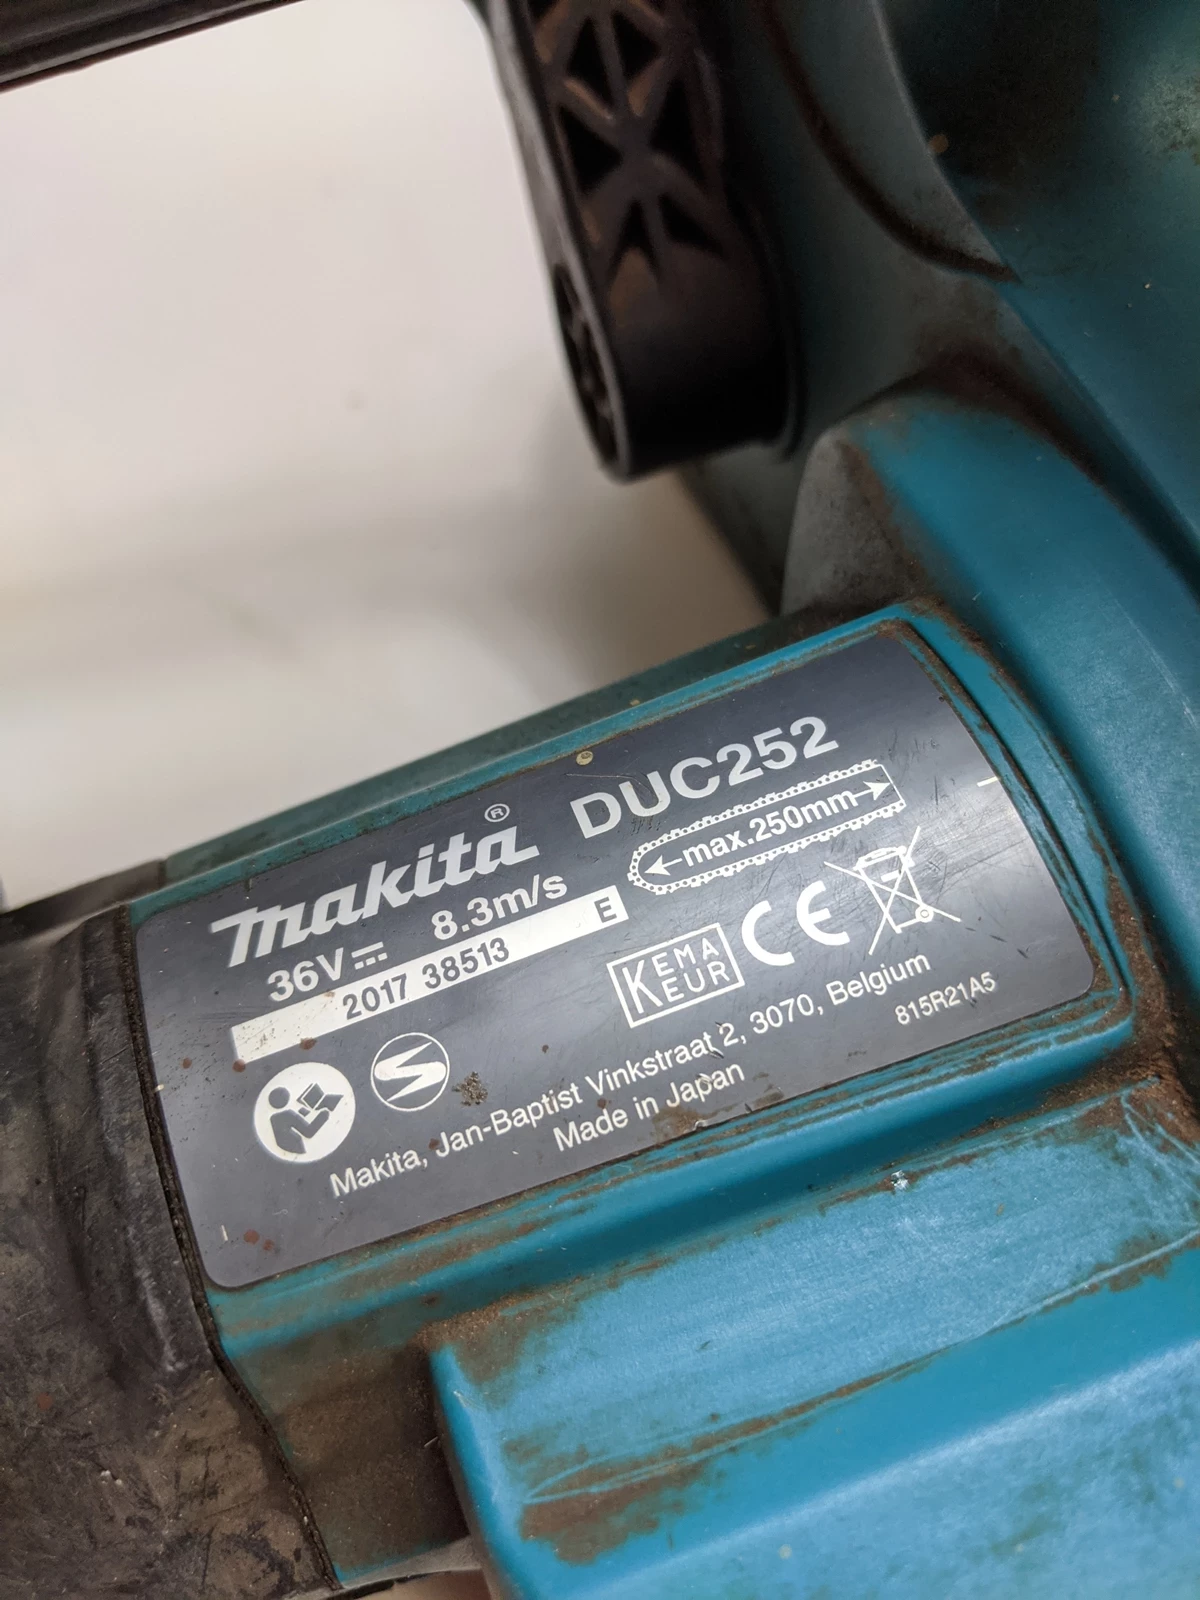 makita® DUC252
36V 8.3m/s
max.250mm
2017 38513 E
KEMA
KEUR
CE
Makita, Jan-Baptist Vinkstraat 2, 3070, Belgium
Made in Japan
815R21A5